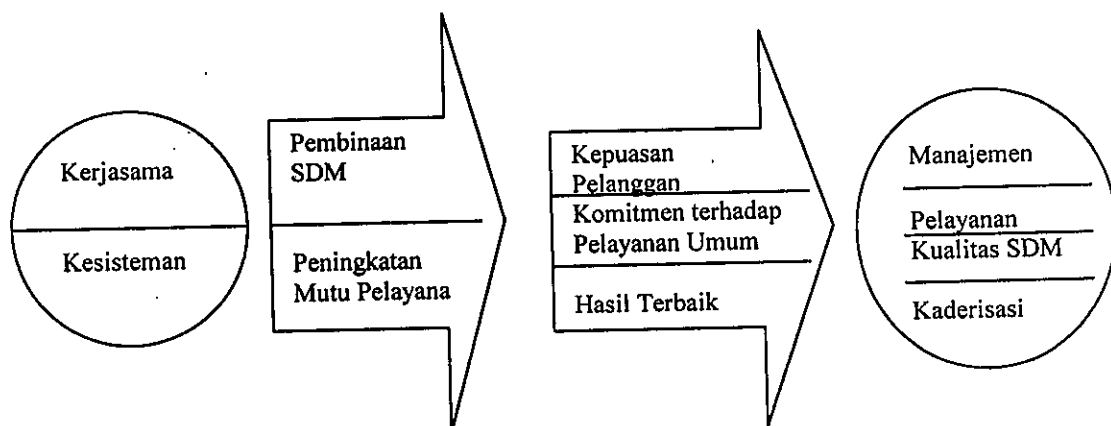 Kerjasama
Kesisteman
Pembinaan
SDM
Peningkatan
Mutu Pelayana
Kepuasan
Pelanggan
Komitmen terhadap
Pelayanan Umum
Hasil Terbaik
Manajemen
Pelayanan
Kualitas SDM
Kaderisasi